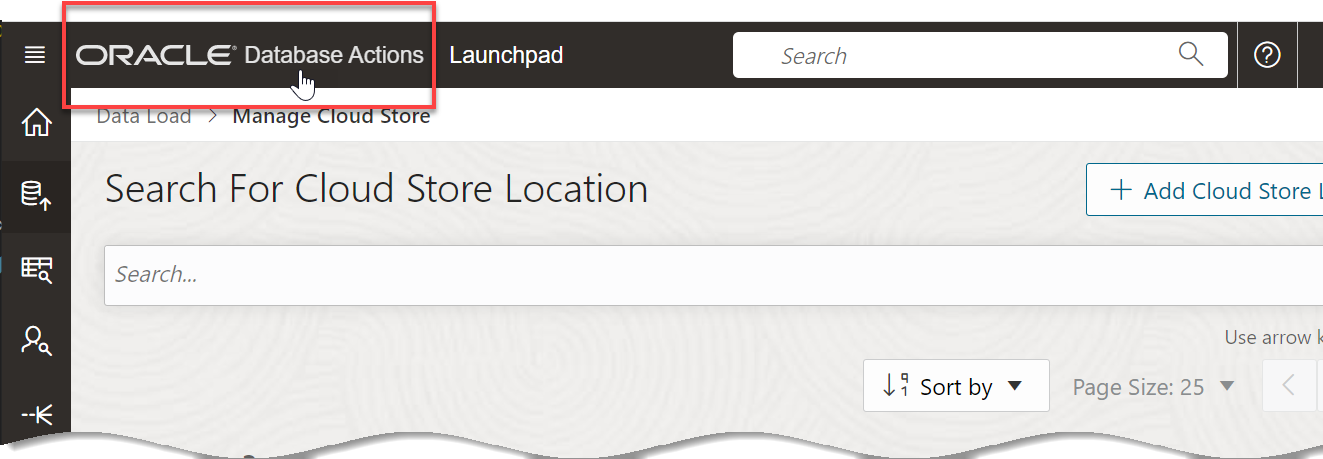 ORACLE® Database Actions Launchpad Search
Data Load > Manage Cloud Store
Search For Cloud Store Location
+ Add Cloud Store
Search...
Use arrow
Sort by
Page Size: 25